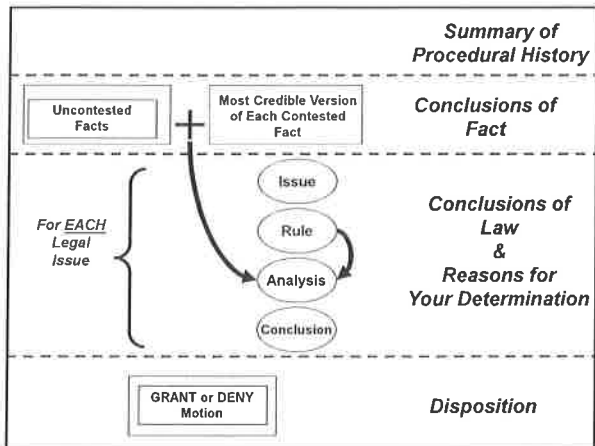 Summary of
Procedural History
Uncontested
Facts
+
Most Credible Version
of Each Contested
Fact
Conclusions of
Fact
For EACH
Legal
Issue
Issue
Rule
Analysis
Conclusion
Conclusions of
Law
&
Reasons for
Your Determination
GRANT or DENY
Motion
Disposition